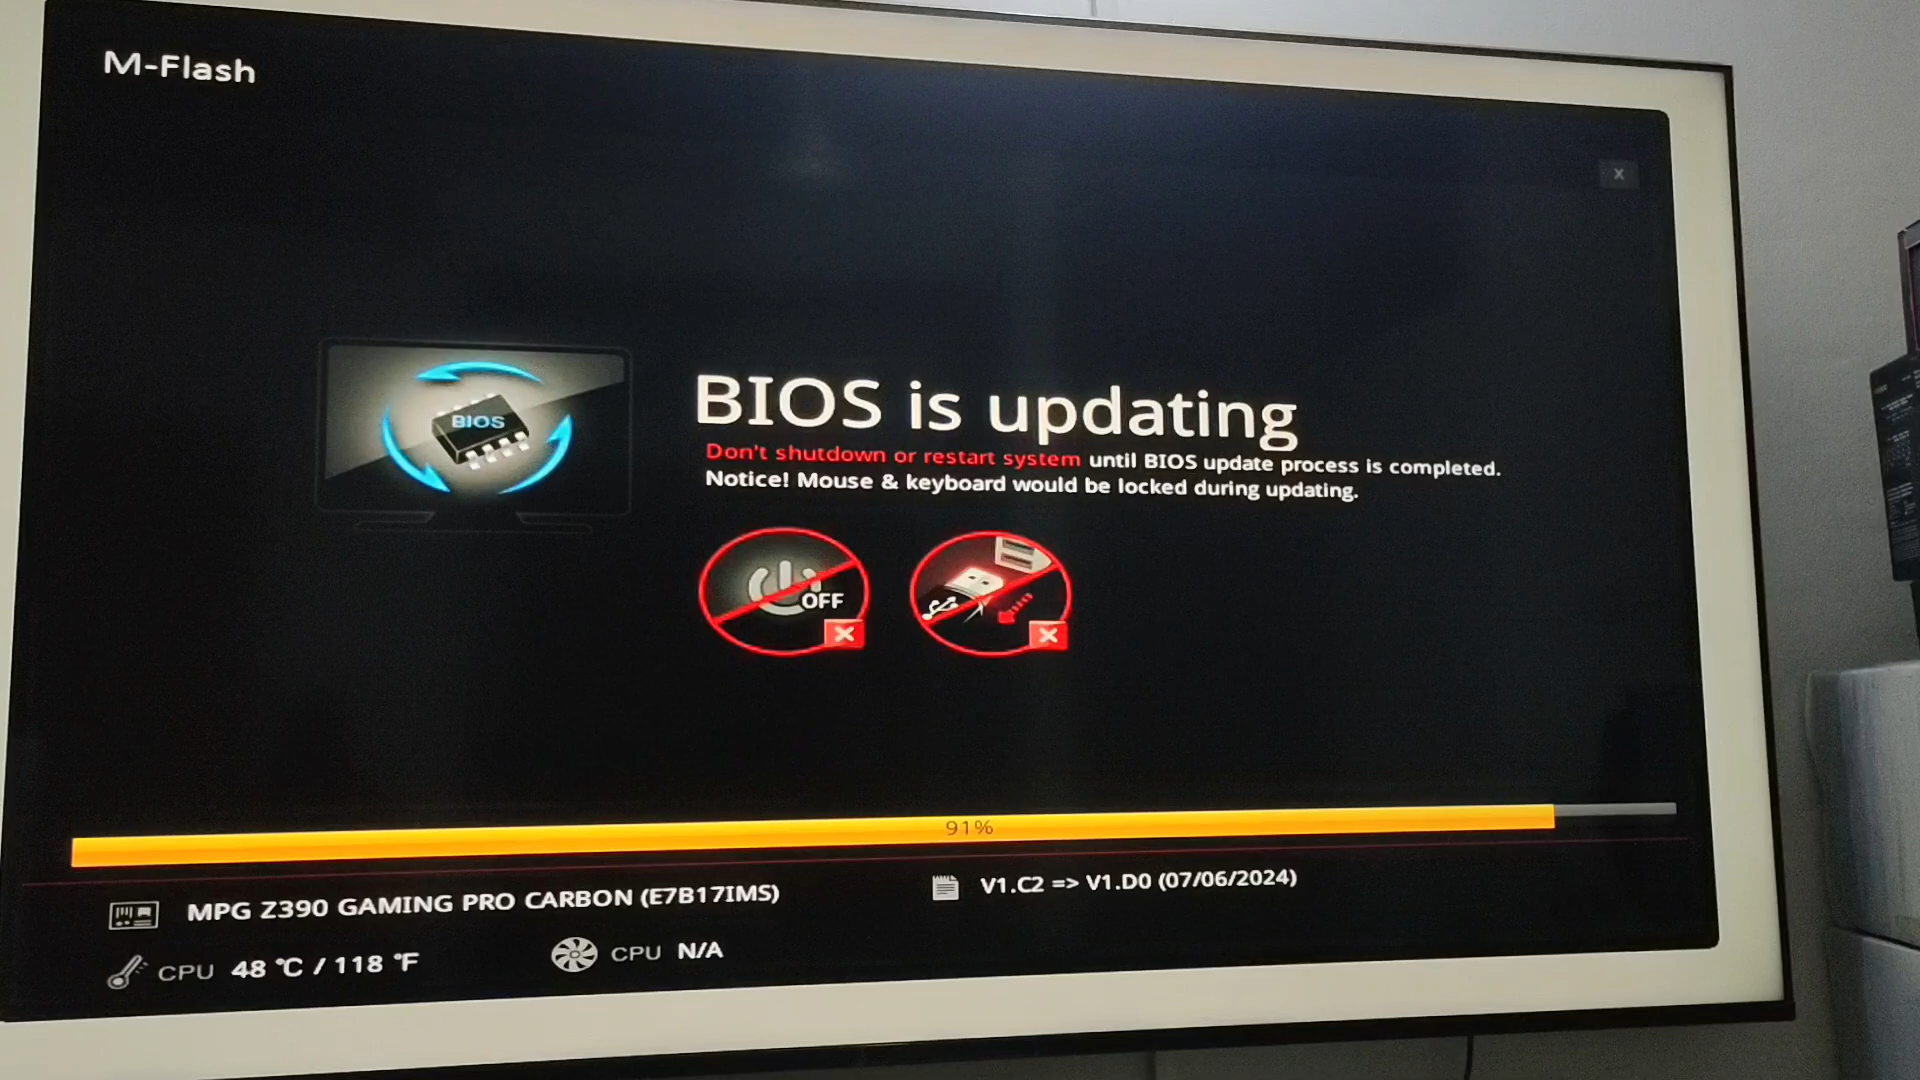 M-Flash
X
BIOS
BIOS is updating
Don't shutdown or restart system until BIOS update process is completed.
Notice! Mouse & keyboard would be locked during updating.
OFF
91%
MPG Z390 GAMING PRO CARBON (E7B17IMS)
V1.C2 => V1.D0 (07/06/2024)
CPU 48 °C / 118 °F
CPU N/A